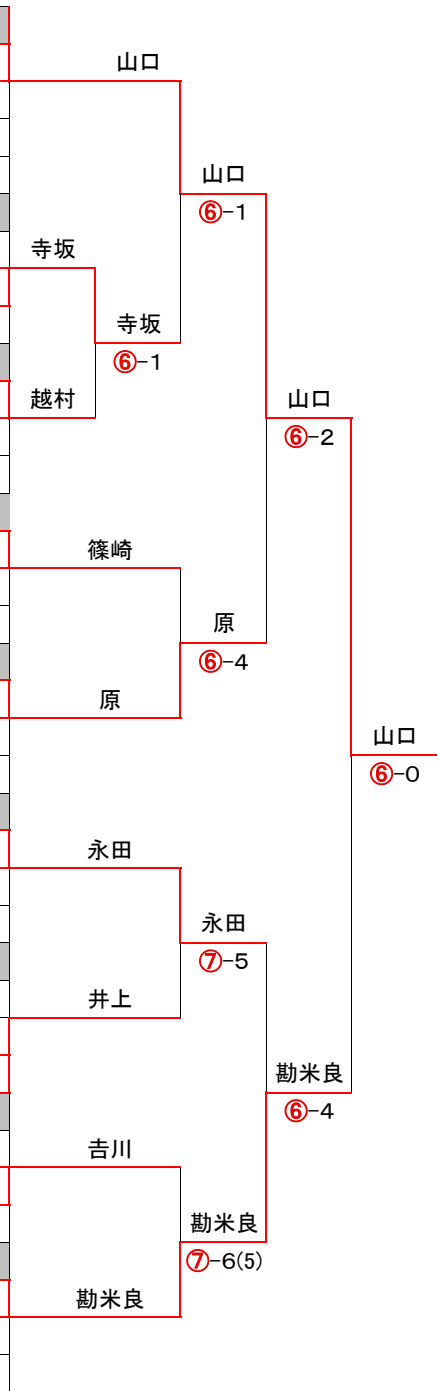 山口
山口
⑥-1
寺坂
寺坂
⑥-1
越村
山口
⑥-2
篠崎
原
⑥-4
原
山口
⑥-0
永田
永田
⑦-5
井上
勘米良
⑥-4
𠮷川
勘米良
⑦-6(5)
勘米良